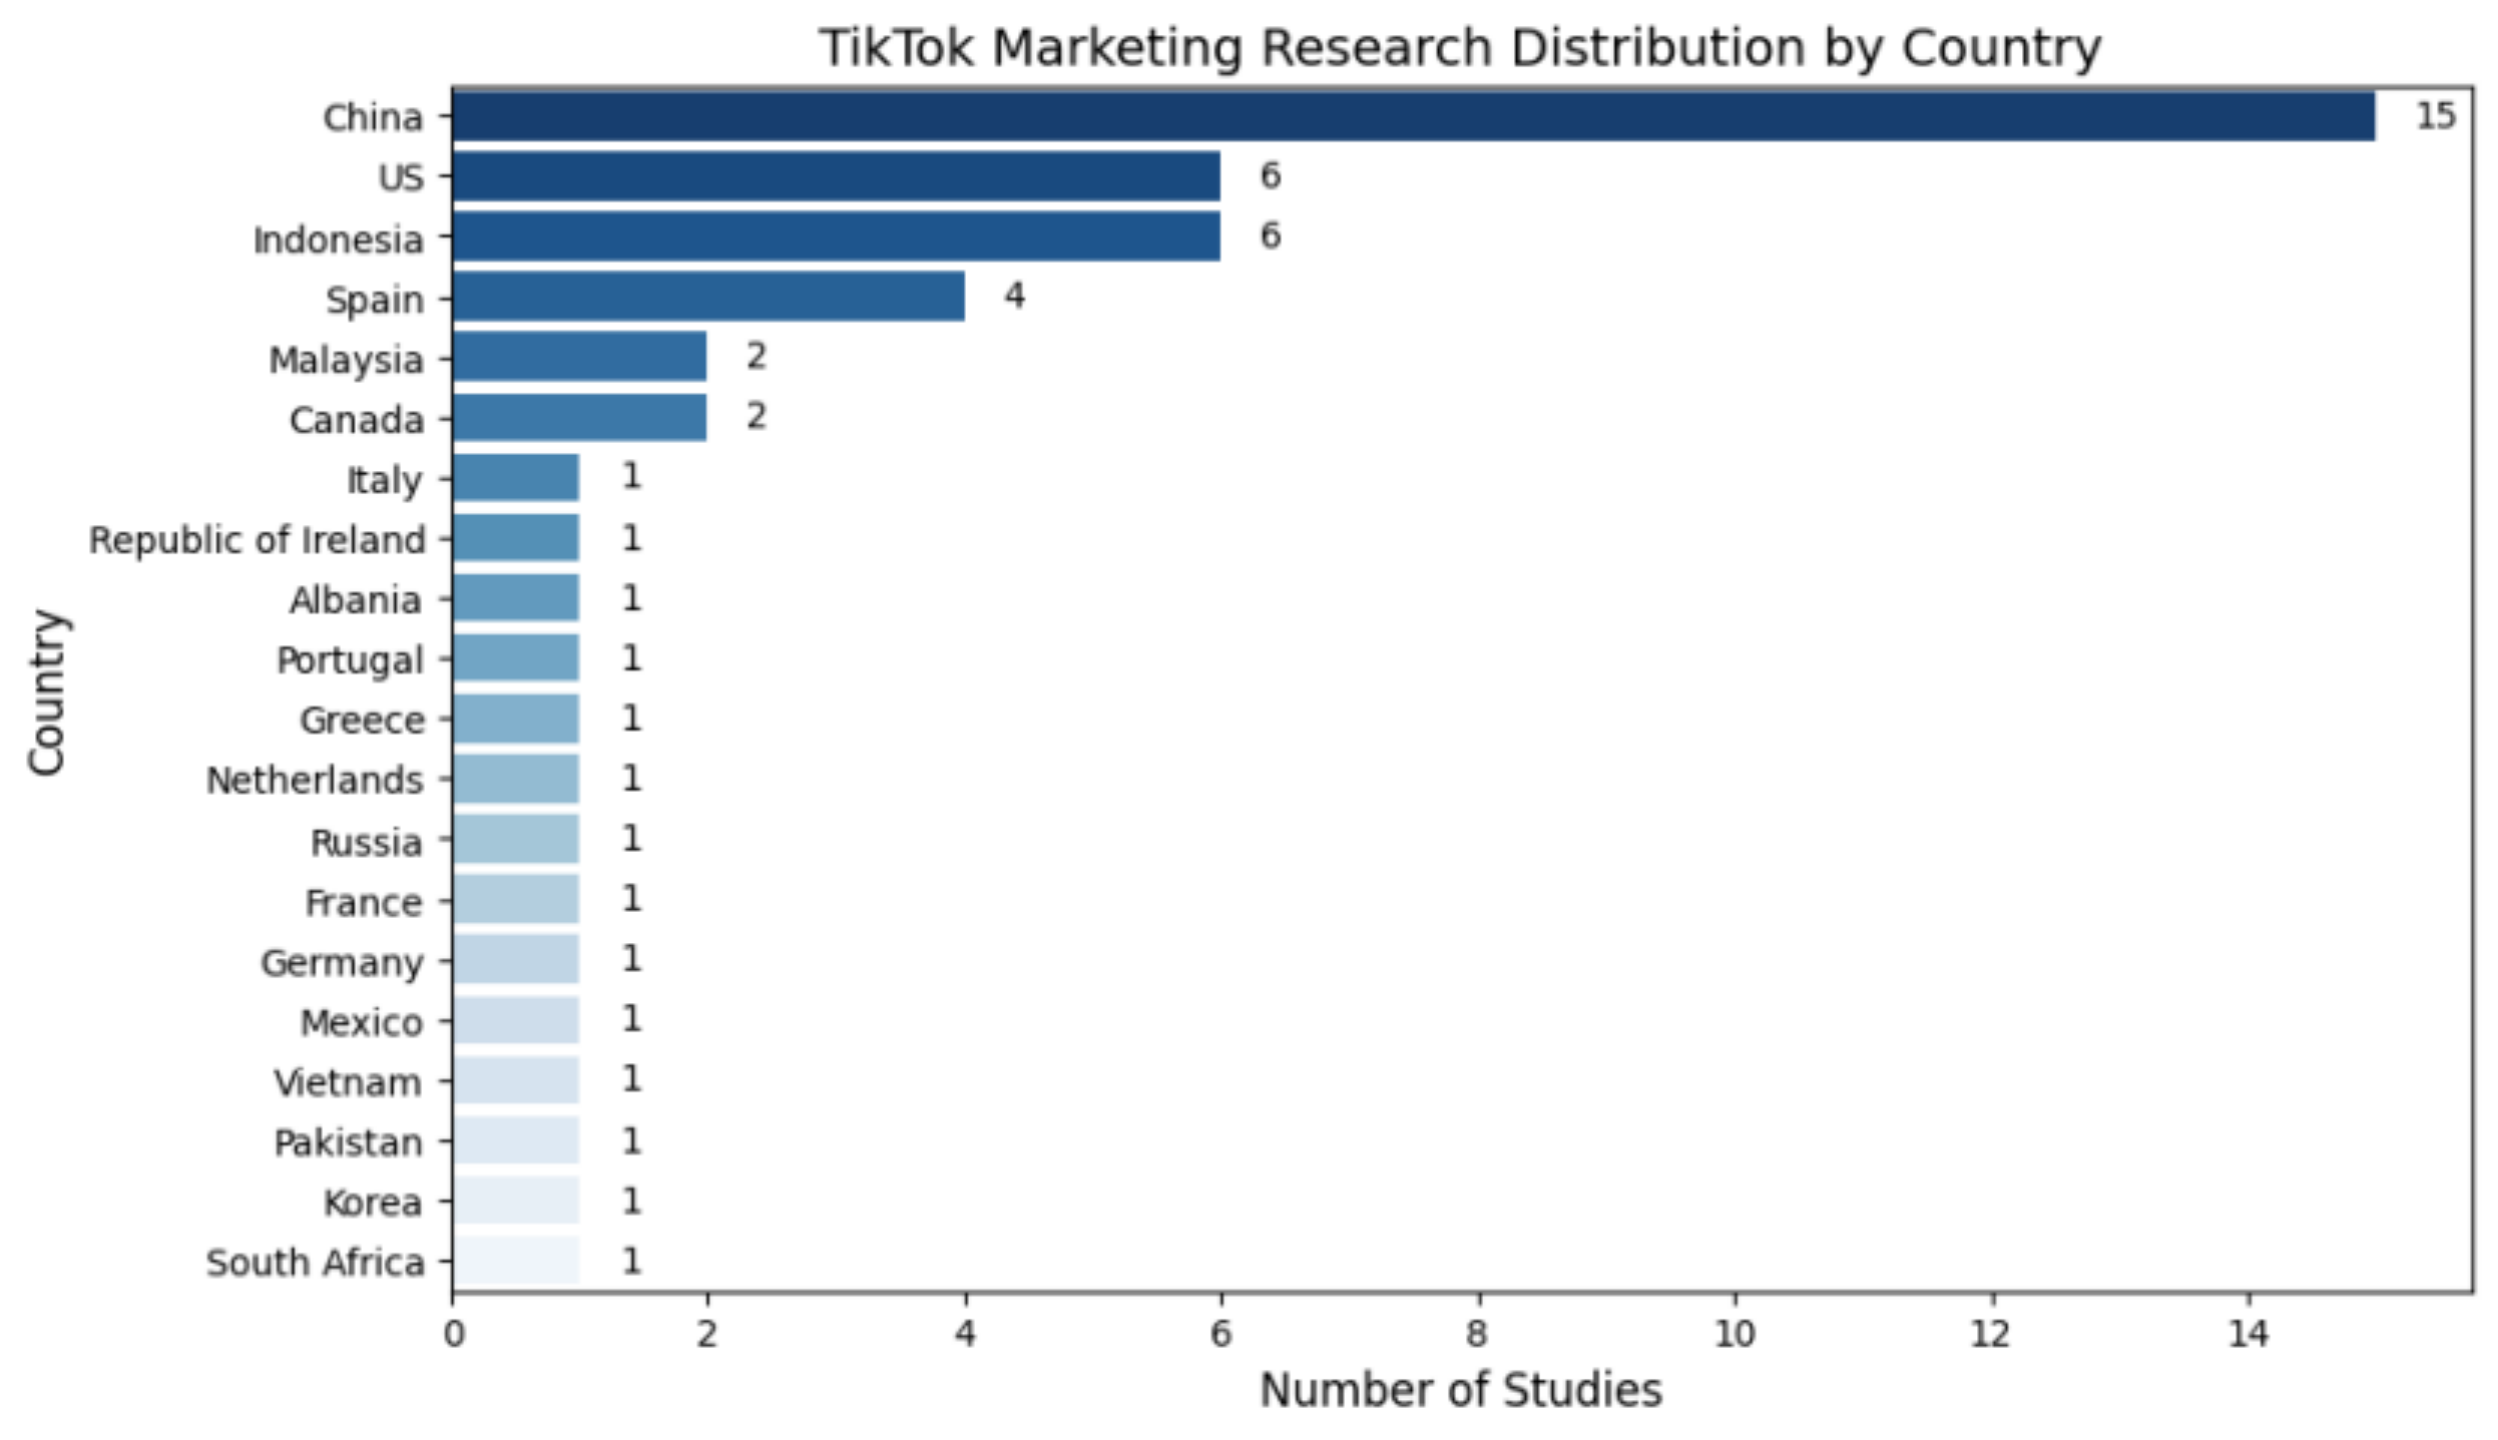 TikTok Marketing Research Distribution by Country
China 15
US 6
Indonesia 6
Spain 4
Malaysia 2
Canada 2
Italy 1
Republic of Ireland 1
Albania 1
Portugal 1
Greece 1
Netherlands 1
Russia 1
France 1
Germany 1
Mexico 1
Vietnam 1
Pakistan 1
Korea 1
South Africa 1
Country
0 2 4 6 8 10 12 14
Number of Studies